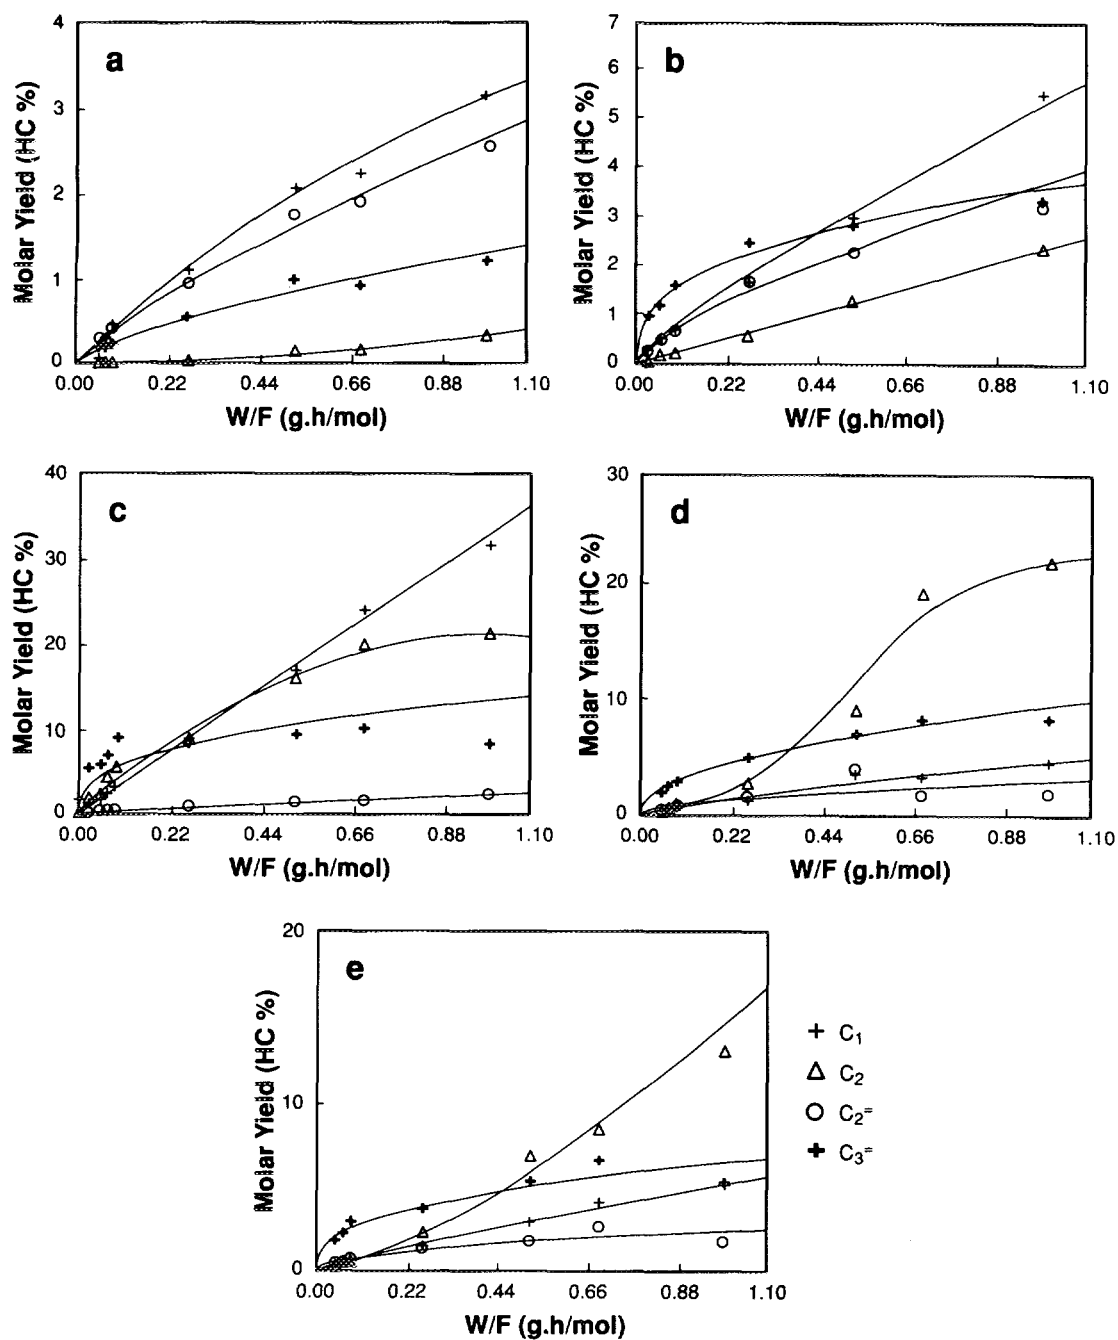 a
Molar Yield (HC %)
4
3
2
1
0
0.00 0.22 0.44 0.66 0.88 1.10
W/F (g.h/mol)
b
Molar Yield (HC %)
7
6
5
4
3
2
1
0
0.00 0.22 0.44 0.66 0.88 1.10
W/F (g.h/mol)
c
Molar Yield (HC %)
40
30
20
10
0
0.00 0.22 0.44 0.66 0.88 1.10
W/F (g.h/mol)
d
Molar Yield (HC %)
30
20
10
0
0.00 0.22 0.44 0.66 0.88 1.10
W/F (g.h/mol)
e
Molar Yield (HC %)
20
10
0
0.00 0.22 0.44 0.66 0.88 1.10
W/F (g.h/mol)
+ C₁
△ C₂
○ C₂⁼
✚ C₃⁼